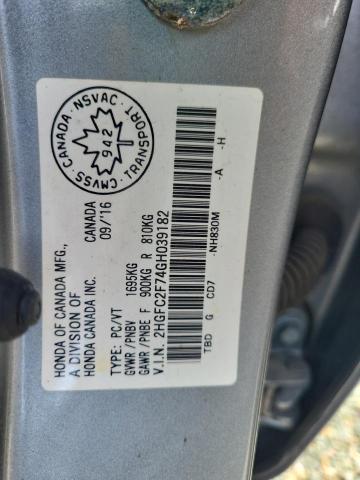 HONDA OF CANADA MFG., CANADA
A DIVISION OF 09/'16
HONDA CANADA INC.
TYPE: PC/VT
GVWR /PNBV 1695KG
GAWR /PNBE F 900KG R 810KG
V.I.N. 2HGFC2F74GH039182
TBD G CD7 NH830M -A -H
CANADA · NSVAC
942
CMVSS · TRANSPORT